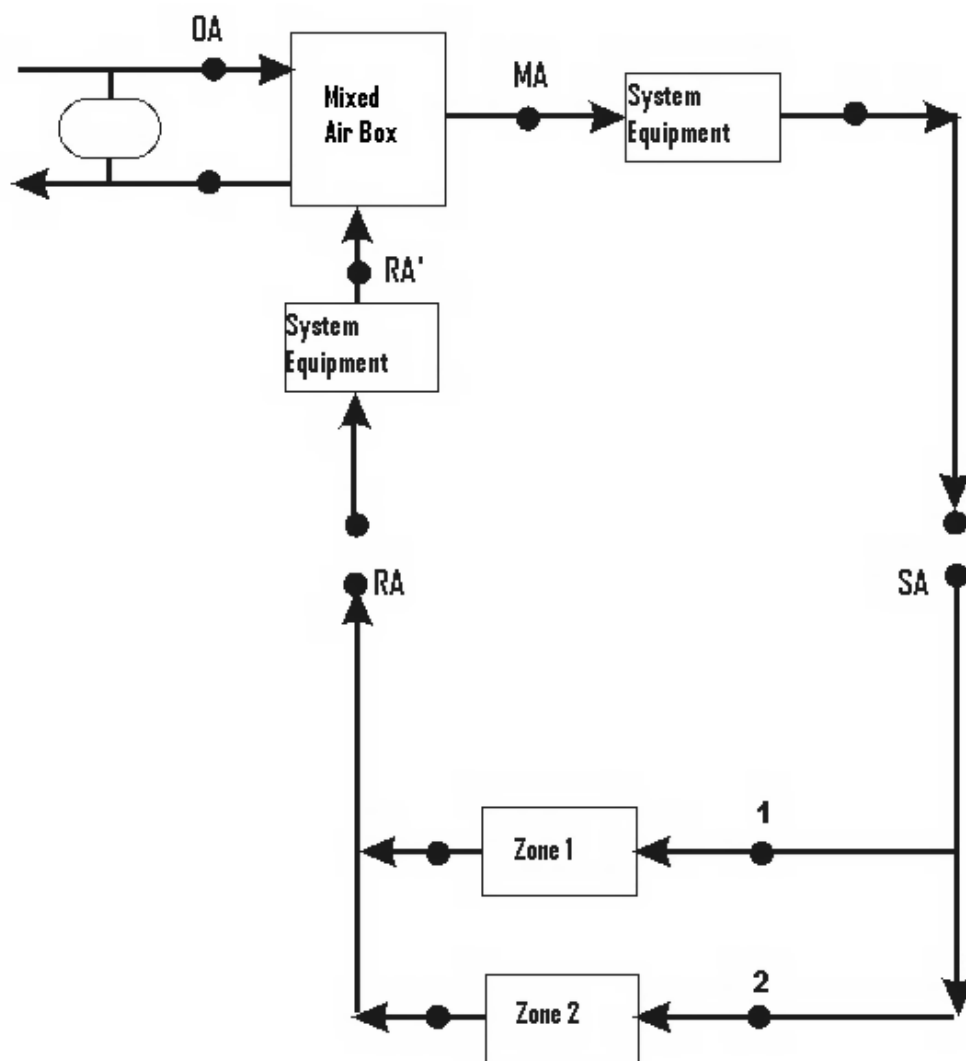 OA
Mixed
Air Box
MA
System
Equipment
RA'
System
Equipment
RA
SA
1
Zone 1
2
Zone 2